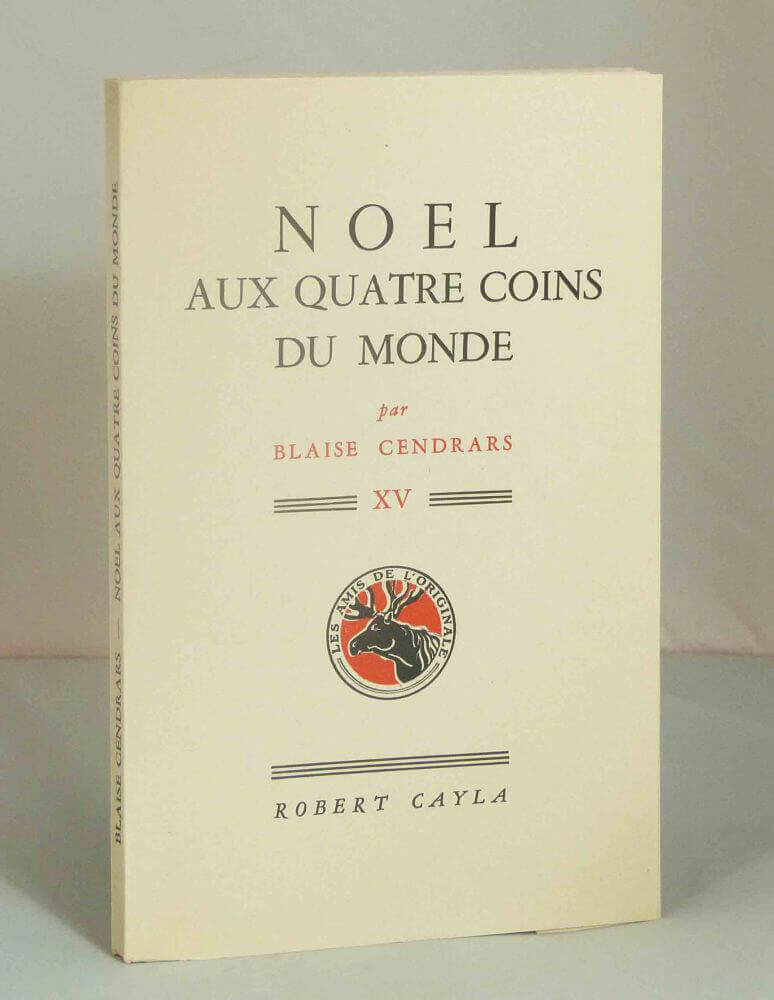 NOEL
AUX QUATRE COINS
DU MONDE
par
BLAISE CENDRARS
XV
LES AMIS DE L'ORIGINALE
ROBERT CAYLA
BLAISE CENDRARS — NOEL AUX QUATRE COINS DU MONDE